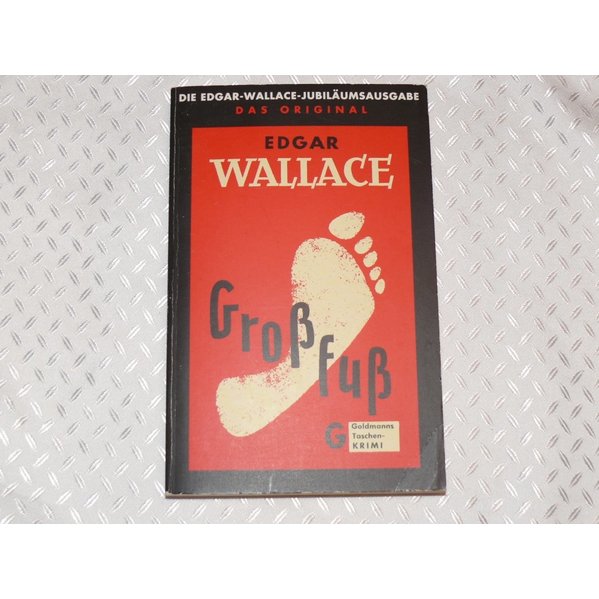 DIE EDGAR-WALLACE-JUBILÄUMSAUSGABE
DAS ORIGINAL
EDGAR
WALLACE
Groß
fuß
G
Goldmanns
Taschen-
KRIMI